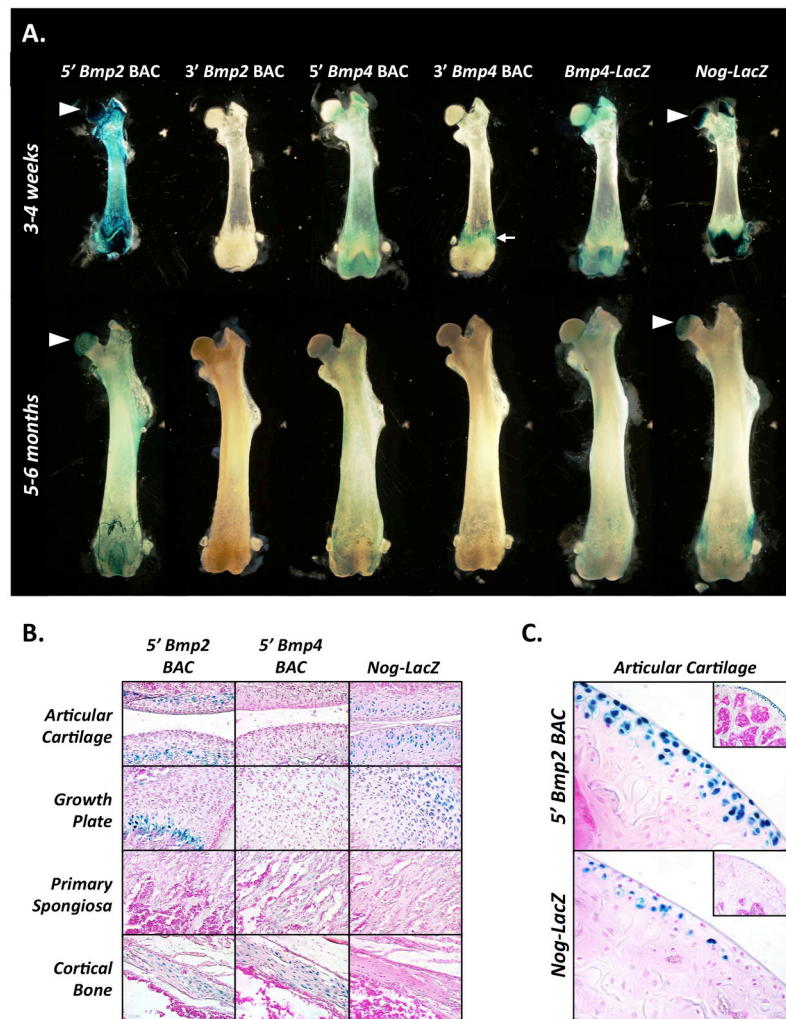 A.
5’ Bmp2 BAC 3’ Bmp2 BAC 5’ Bmp4 BAC 3’ Bmp4 BAC Bmp4-LacZ Nog-LacZ
3-4 weeks
5-6 months
B.
5’ Bmp2 BAC
5’ Bmp4 BAC
Nog-LacZ
Articular Cartilage
Growth Plate
Primary Spongiosa
Cortical Bone
C.
Articular Cartilage
5’ Bmp2 BAC
Nog-LacZ